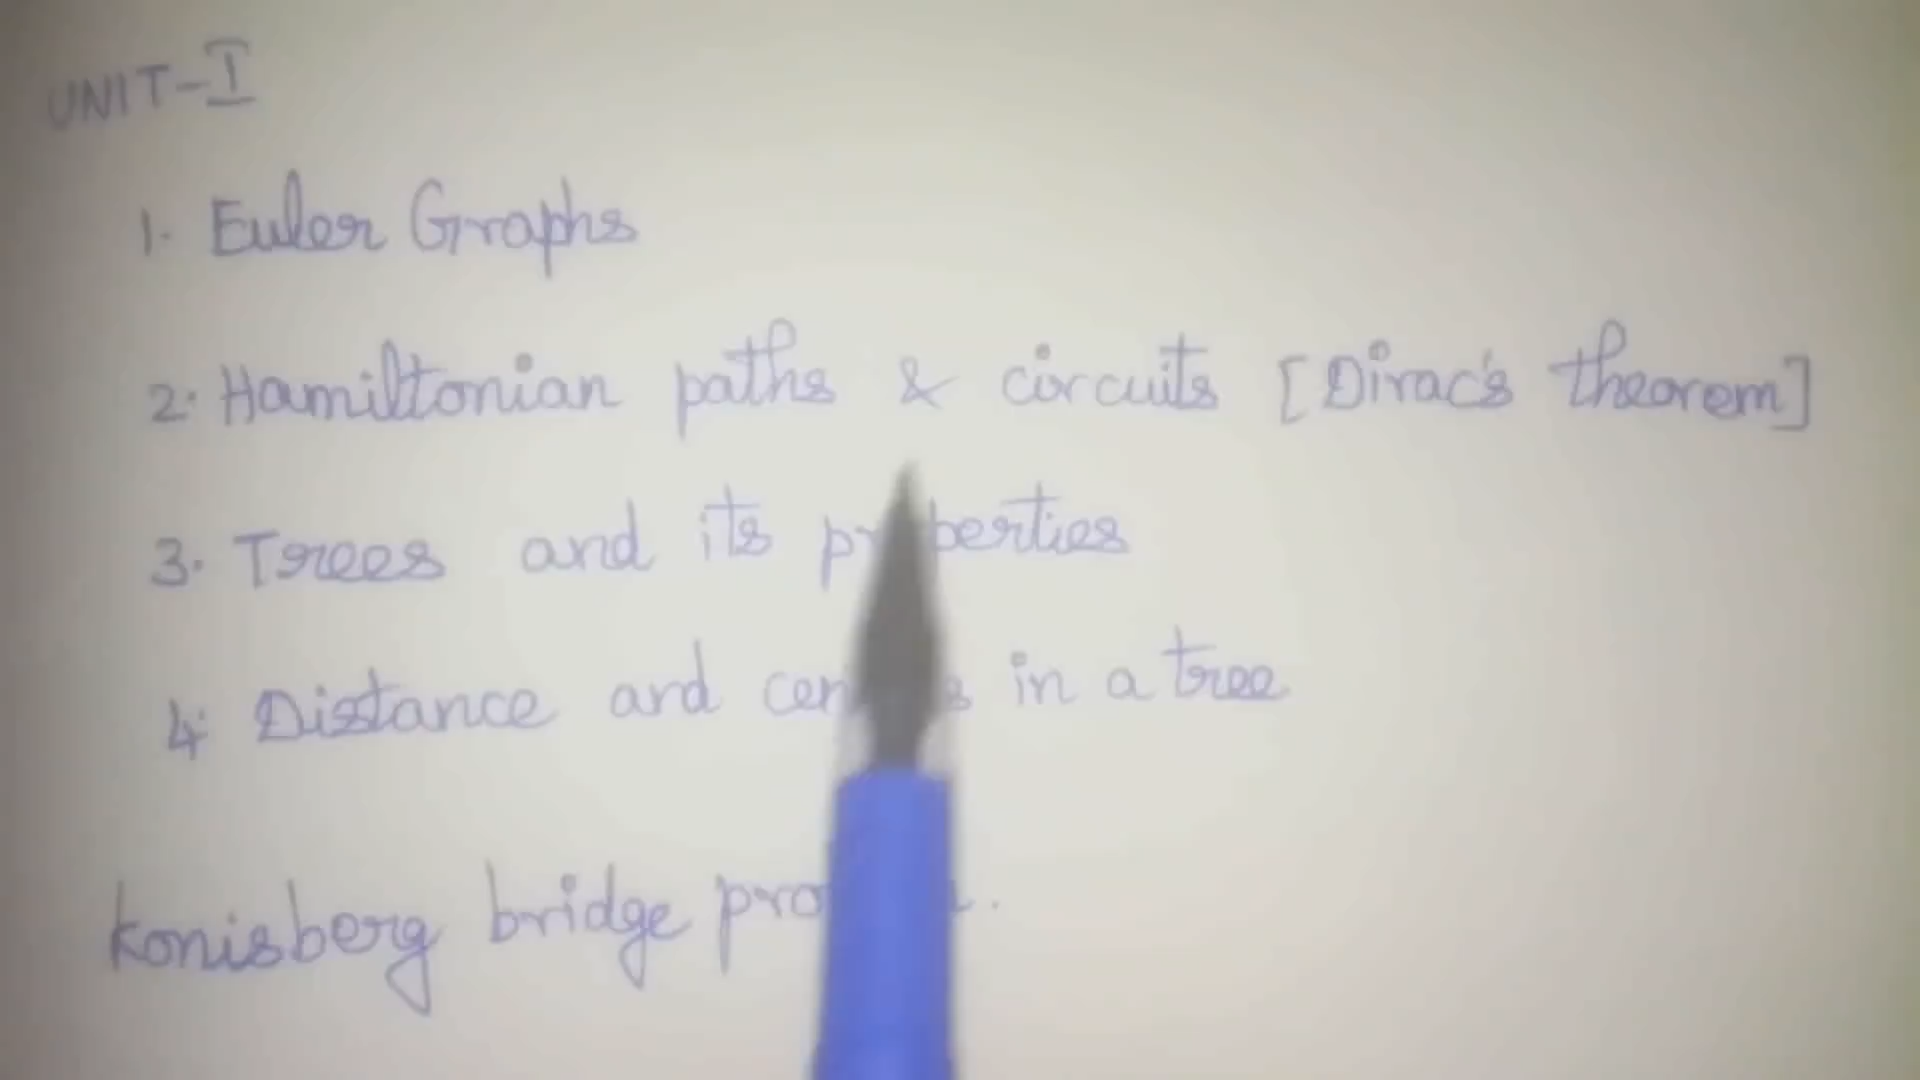 UNIT-I
1. Euler Graphs
2. Hamiltonian paths & circuits [Dirac's theorem]
3. Trees and its properties
4. Distance and in a tree
konisberg bridge